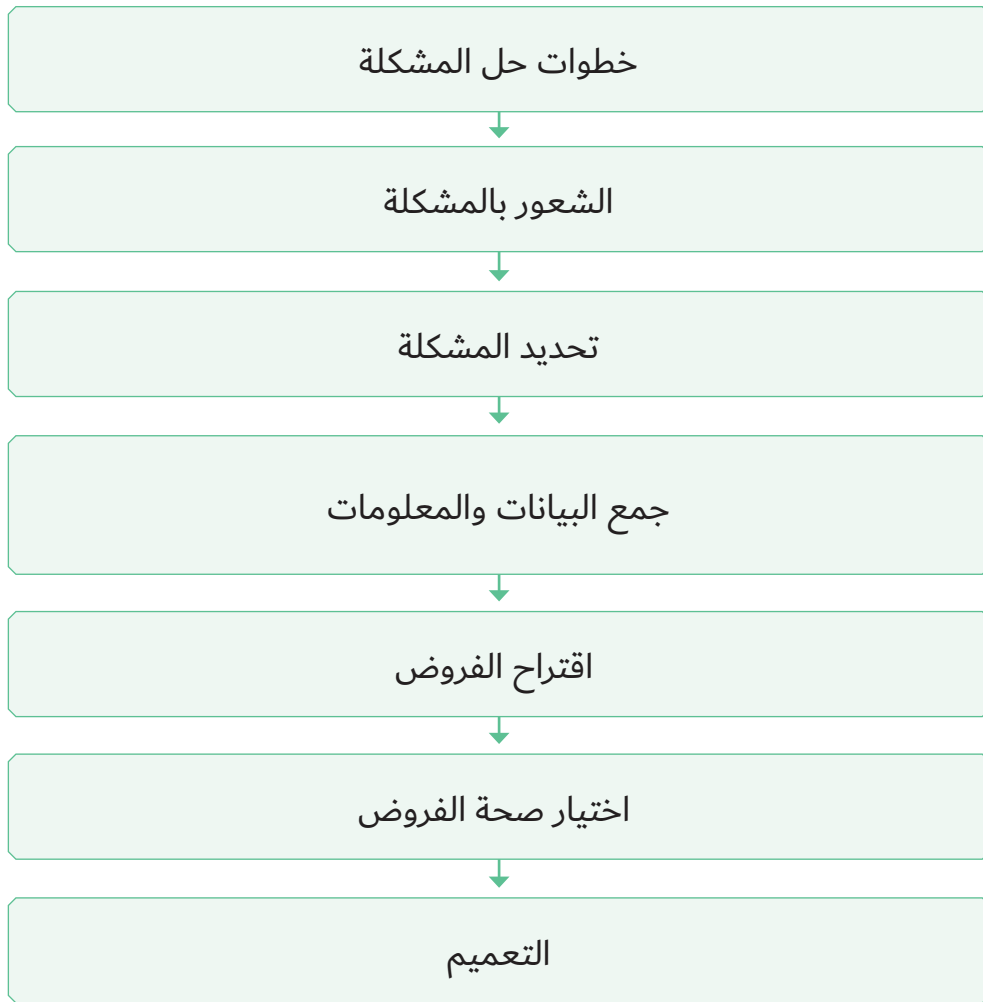 خطوات حل المشكلة
الشعور بالمشكلة
تحديد المشكلة
جمع البيانات والمعلومات
اقتراح الفروض
اختيار صحة الفروض
التعميم